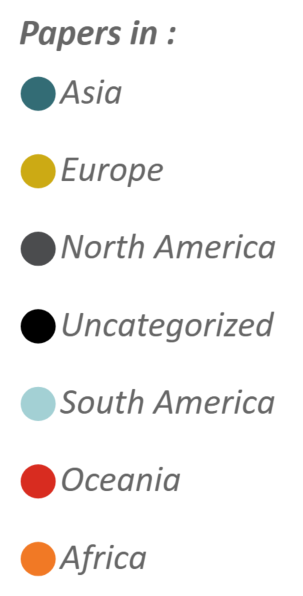 Papers in :
Asia
Europe
North America
Uncategorized
South America
Oceania
Africa